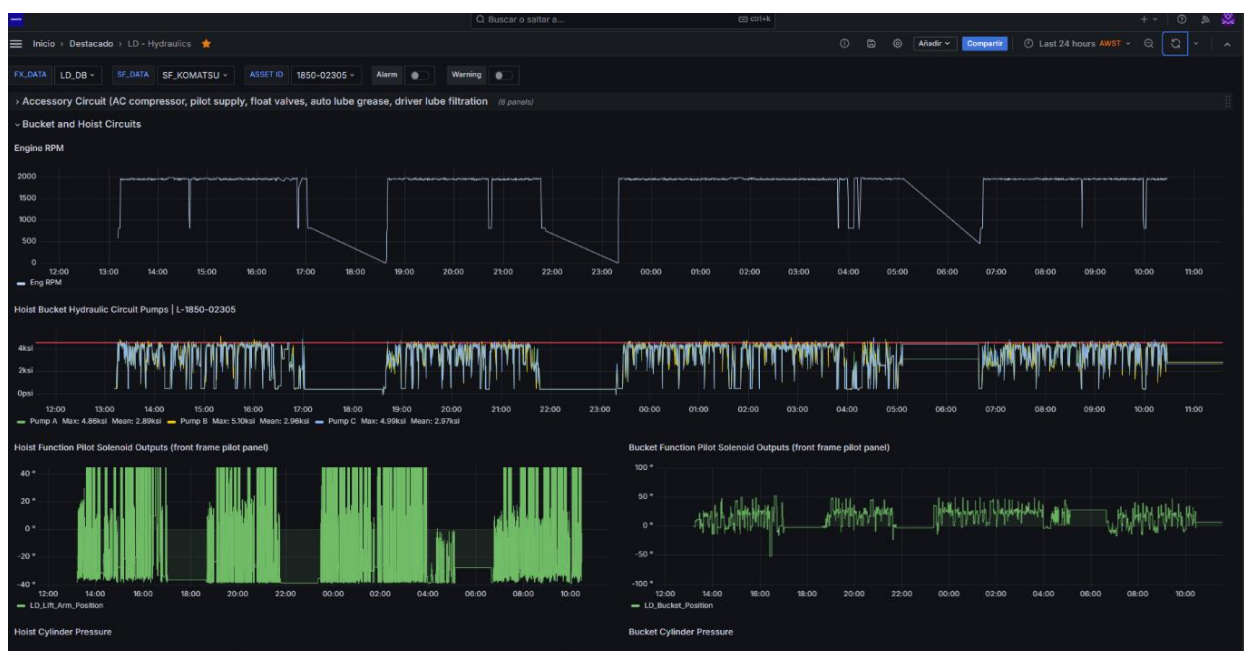 Buscar o saltar a... ctrl+k
Inicio › Destacado › LD - Hydraulics Añadir Compartir Last 24 hours AWST
FX_DATA LD_DB SF_DATA SF_KOMATSU ASSET ID 1850-02305 Alarm Warning
Accessory Circuit (AC compressor, pilot supply, float valves, auto lube grease, driver lube filtration (6 panels)
Bucket and Hoist Circuits
Engine RPM
2000
1500
1000
500
0
12:00 13:00 14:00 15:00 16:00 17:00 18:00 19:00 20:00 21:00 22:00 23:00 00:00 01:00 02:00 03:00 04:00 05:00 06:00 07:00 08:00 09:00 10:00 11:00
Eng RPM
Hoist Bucket Hydraulic Circuit Pumps | L-1850-02305
4ksi
2ksi
0psi
12:00 13:00 14:00 15:00 16:00 17:00 18:00 19:00 20:00 21:00 22:00 23:00 00:00 01:00 02:00 03:00 04:00 05:00 06:00 07:00 08:00 09:00 10:00 11:00
Pump A Max: 4.86ksi Mean: 2.89ksi Pump B Max: 5.10ksi Mean: 2.96ksi Pump C Max: 4.99ksi Mean: 2.97ksi
Hoist Function Pilot Solenoid Outputs (front frame pilot panel)
40 °
20 °
0 °
-20 °
-40 °
12:00 14:00 16:00 18:00 20:00 22:00 00:00 02:00 04:00 06:00 08:00 10:00
LD_Lift_Arm_Position
Bucket Function Pilot Solenoid Outputs (front frame pilot panel)
100 °
50 °
0 °
-50 °
-100 °
12:00 14:00 16:00 18:00 20:00 22:00 00:00 02:00 04:00 06:00 08:00 10:00
LD_Bucket_Position
Hoist Cylinder Pressure
Bucket Cylinder Pressure